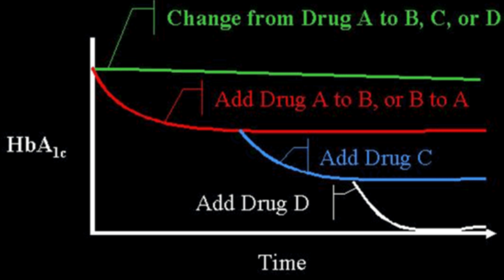 Change from Drug A to B, C, or D
Add Drug A to B, or B to A
HbA1c
Add Drug C
Add Drug D
Time